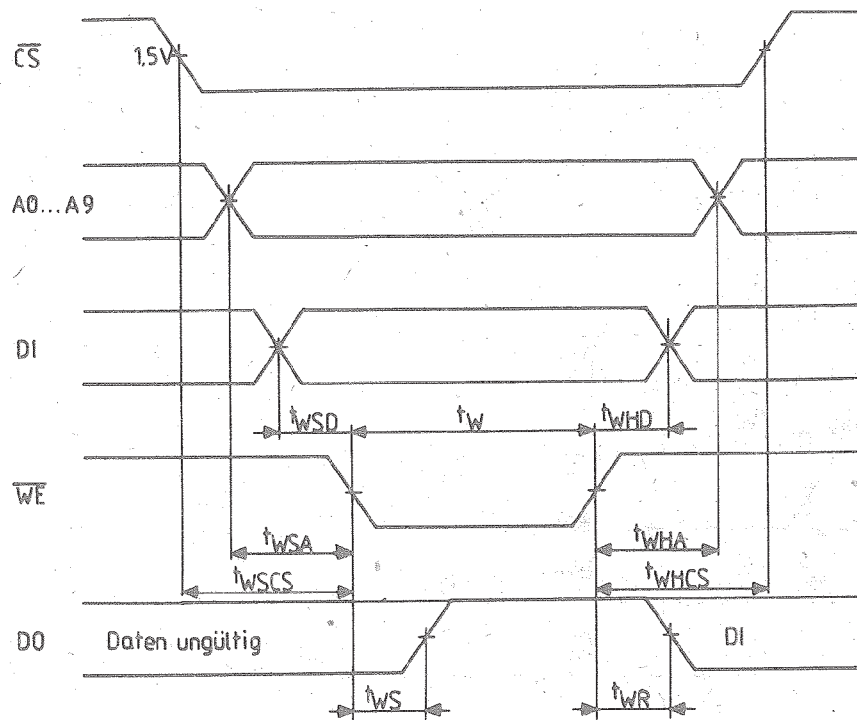 CS
1,5V
A0...A9
DI
tWSD
tW
tWHD
WE
tWSA
tWHA
tWSCS
tWHCS
DO
Daten ungültig
DI
tWS
tWR